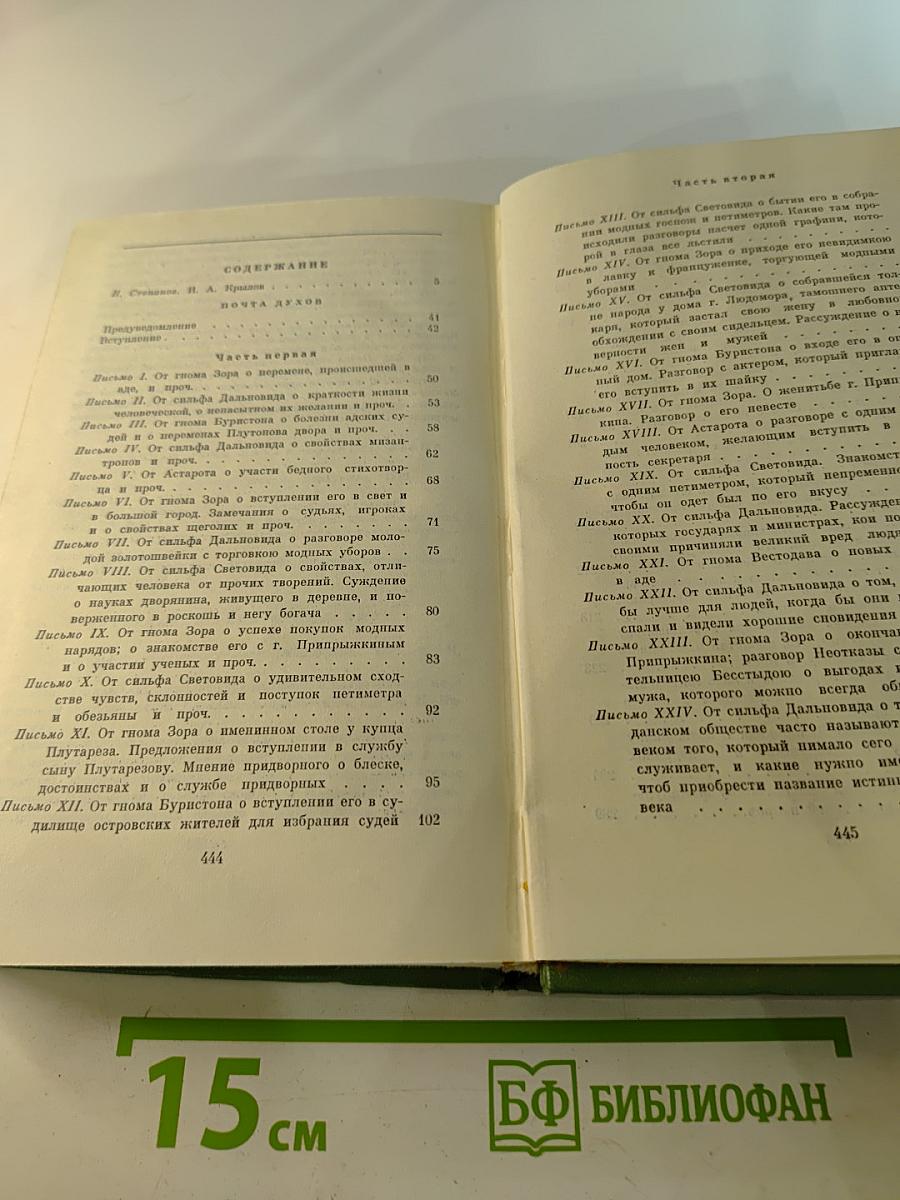 СОДЕРЖАНИЕ
Н. Степанов. И. А. Крылов . . . . . . . . . . . . 5
ПОЧТА ДУХОВ
Предуведомление . . . . . . . . . . . . 41
Вступление . . . . . . . . . . . . 42
Часть первая
Письмо I. От гнома Зора о перемене, происшедшей в
аде, и проч. . . . . . . . . . . . 50
Письмо II. От сильфа Дальновида о краткости жизни
человеческой, о ненасытном их желании и проч. . 53
Письмо III. От гнома Буристона о болезни адских су-
дей и о переменах Плутонова двора и проч. . . 58
Письмо IV. От сильфа Дальновида о свойствах мизан-
тропов и проч. . . . . . . . . . . . 62
Письмо V. От Астарота о участи бедного стихотвор-
ца и проч. . . . . . . . . . . . 68
Письмо VI. От гнома Зора о вступлении его в свет и
в большой город. Замечания о судьях, игроках
и о свойствах щеголих и проч. . . . . . . . 71
Письмо VII. От сильфа Дальновида о разговоре моло-
дой золотошвейки с торговкою модных уборов . . 75
Письмо VIII. От сильфа Световида о свойствах, отли-
чающих человека от прочих творений. Суждение
о науках дворянина, живущего в деревне, и по-
верженного в роскошь и негу богача . . . . . 80
Письмо IX. От гнома Зора о успехе покупок модных
нарядов; о знакомстве его с г. Припрыжкиным
и о участии ученых и проч. . . . . . . . . . 83
Письмо X. От сильфа Световида о удивительном сход-
стве чувств, склонностей и поступок петиметра
и обезьяны и проч. . . . . . . . . . . . 92
Письмо XI. От гнома Зора о именинном столе у купца
Плутареза. Предложения о вступлении в службу
сыну Плутарезову. Мнение придворного о блеске,
достоинствах и о службе придворных . . . . 95
Письмо XII. От гнома Буристона о вступлении его в су-
дилище островских жителей для избрания судей 102
444
Часть вторая
Письмо XIII. От сильфа Световида о бытии его в собра-
нии модных госпож и петиметров. Какие там про-
исходили разговоры насчет одной графини, кото-
рой в глаза все льстили . . . . . . . . .
Письмо XIV. От гнома Зора о приходе его невидимкою
в лавку к француженке, торгующей модными
уборами . . . . . . . . . . . .
Письмо XV. От сильфа Световида о собравшейся тол-
пе народа у дома г. Людомора, тамошнего апте-
каря, который застал свою жену в любовно
обхождении с своим сидельцем. Рассуждение о н
верности жен и мужей . . . . . . . .
Письмо XVI. От гнома Буристона о входе его в оп
ный дом. Разговор с актером, который пригла
его вступить в их шайку . . . . . . . .
Письмо XVII. От гнома Зора. О женитьбе г. Прип
кина. Разговор о его невесте . . . . . .
Письмо XVIII. От Астарота о разговоре с одним
дым человеком, желающим вступить в
ность секретаря . . . . . . . . . .
Письмо XIX. От сильфа Световида. Знакомст
с одним петиметром, который непременно
чтобы он одет был по его вкусу . . .
Письмо XX. От сильфа Дальновида. Рассужден
которых государях и министрах, кои по
своими причиняли великий вред люд
Письмо XXI. От гнома Вестодава о новых
в аде . . . . . . . . . . . .
Письмо XXII. От сильфа Дальновида о том,
бы лучше для людей, когда бы они
спали и видели хорошие сновидения
Письмо XXIII. От гнома Зора о оконча
Припрыжкина; разговор Неотказы с
тельницею Бесстыдою о выгодах и
мужа, которого можно всегда об
Письмо XXIV. От сильфа Дальновида о т
данском обществе часто называют
веком того, который нимало сего
служивает, и какие нужно име
чтоб приобрести название истин
века . . . . . . . . . . . .
445
15 см
БФ БИБЛИОФАН